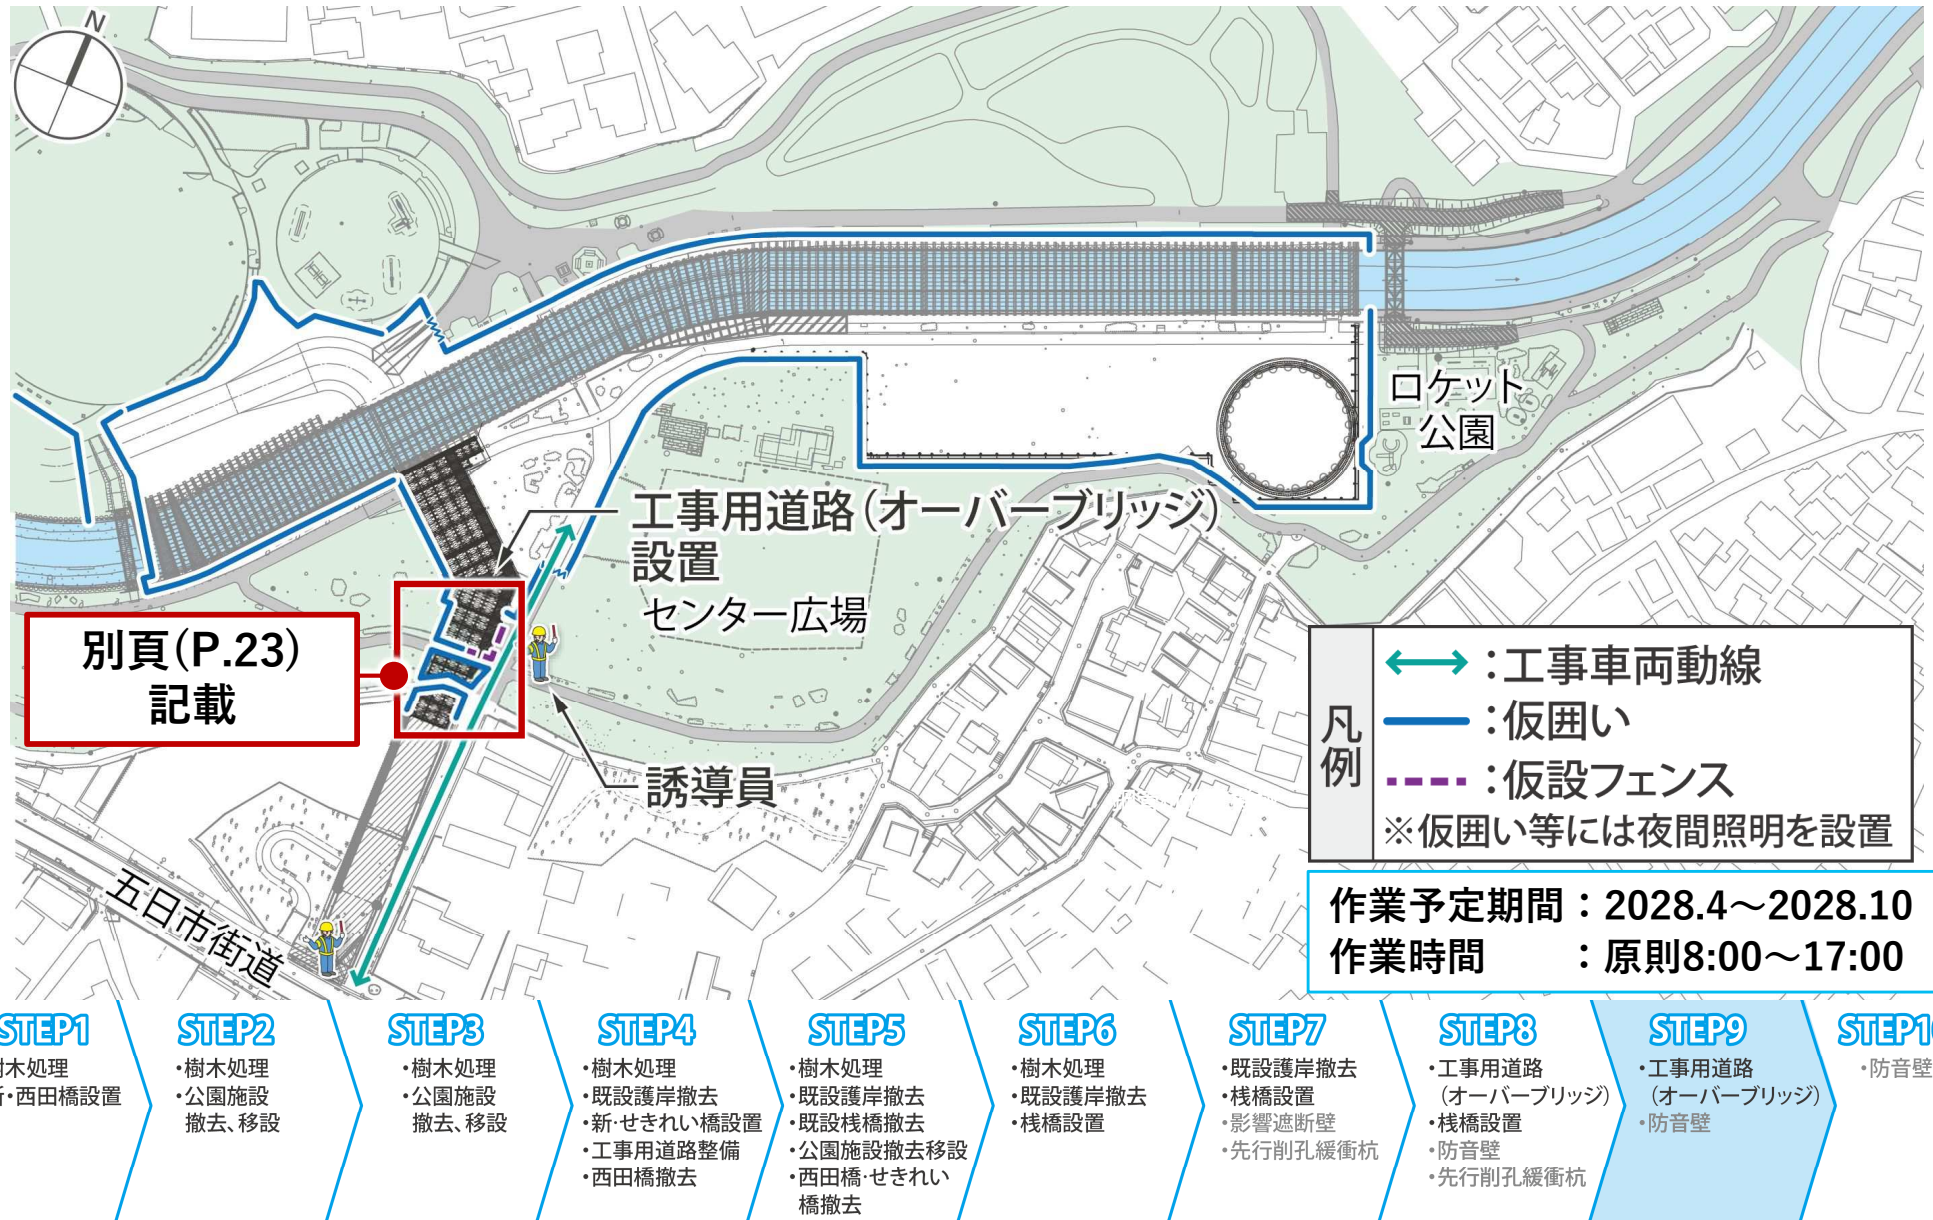 N
ロケット
公園
工事用道路(オーバーブリッジ)
設置
センター広場
別頁(P.23)
記載
誘導員
五日市街道
凡例
:工事車両動線
:仮囲い
:仮設フェンス
※仮囲い等には夜間照明を設置
作業予定期間:2028.4～2028.10
作業時間 :原則8:00～17:00
STEP1
樹木処理
・西田橋設置
STEP2
・樹木処理
・公園施設
撤去、移設
STEP3
・樹木処理
・公園施設
撤去、移設
STEP4
・樹木処理
・既設護岸撤去
・新・せきれい橋設置
・工事用道路整備
・西田橋撤去
STEP5
・樹木処理
・既設護岸撤去
・既設桟橋撤去
・公園施設撤去移設
・西田橋・せきれい
橋撤去
STEP6
・樹木処理
・既設護岸撤去
・桟橋設置
STEP7
・既設護岸撤去
・桟橋設置
・影響遮断壁
・先行削孔緩衝杭
STEP8
・工事用道路
(オーバーブリッジ)
・桟橋設置
・防音壁
・先行削孔緩衝杭
STEP9
・工事用道路
(オーバーブリッジ)
・防音壁
STEP10
・防音壁